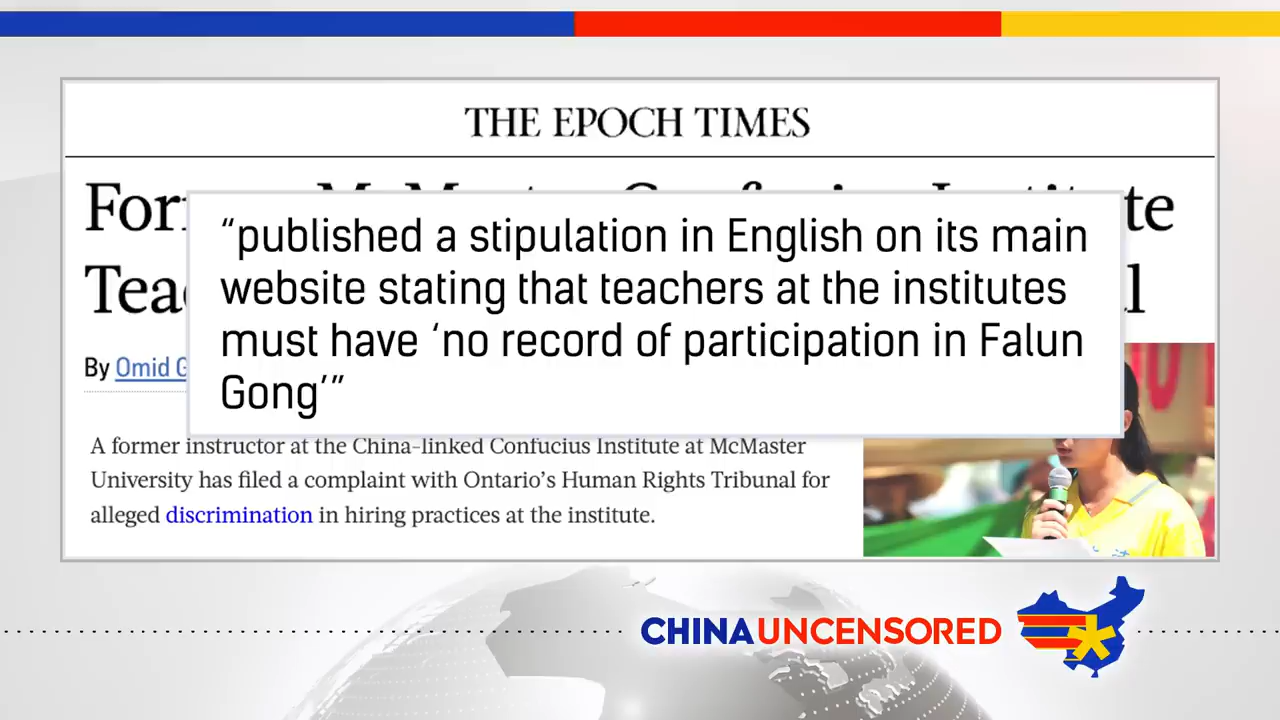 THE EPOCH TIMES
“published a stipulation in English on its main
website stating that teachers at the institutes
must have ‘no record of participation in Falun
Gong’”
By Omid
A former instructor at the China-linked Confucius Institute at McMaster
University has filed a complaint with Ontario’s Human Rights Tribunal for
alleged discrimination in hiring practices at the institute.
CHINAUNCENSORED